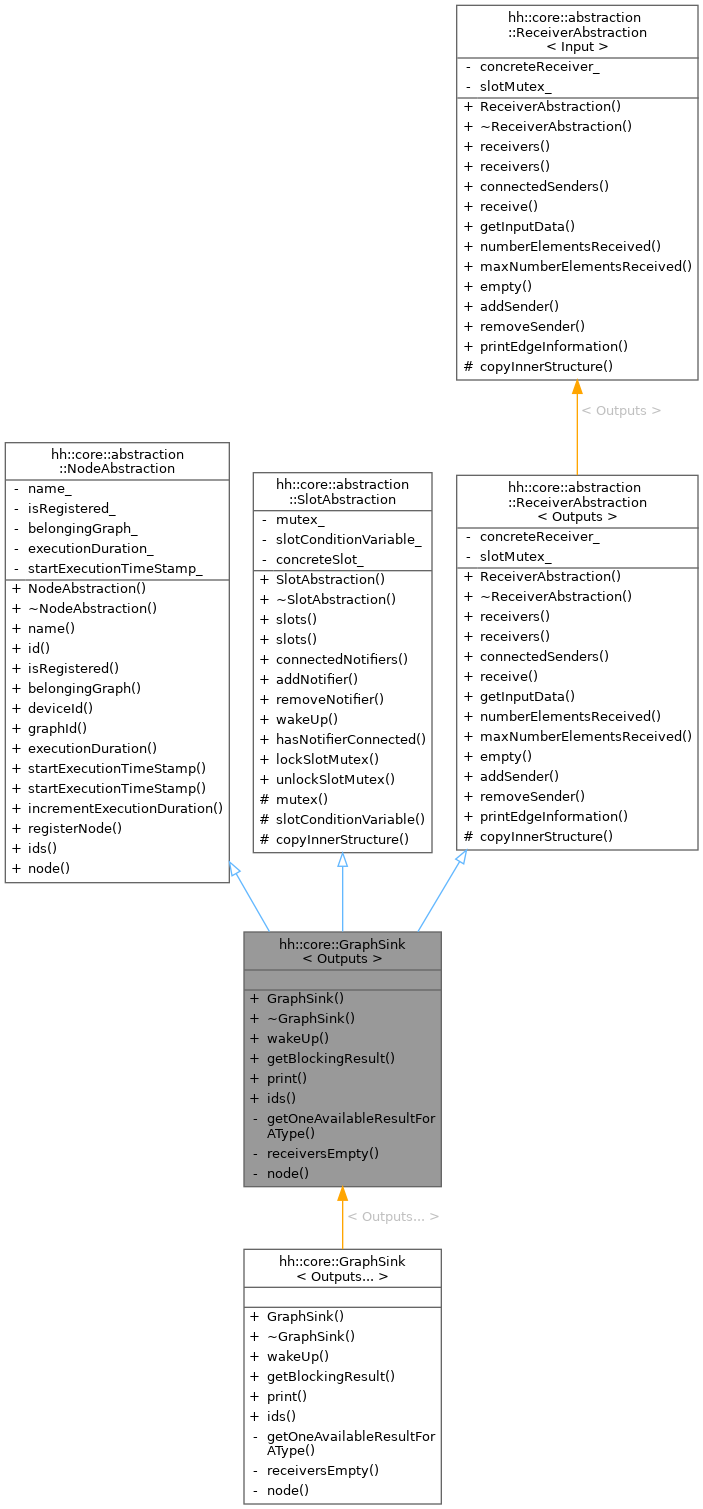 hh::core::abstraction
::ReceiverAbstraction
< Input >
- concreteReceiver_
- slotMutex_
+ ReceiverAbstraction()
+ ~ReceiverAbstraction()
+ receivers()
+ receivers()
+ connectedSenders()
+ receive()
+ getInputData()
+ numberElementsReceived()
+ maxNumberElementsReceived()
+ empty()
+ addSender()
+ removeSender()
+ printEdgeInformation()
# copyInnerStructure()
< Outputs >
hh::core::abstraction
::NodeAbstraction
- name_
- isRegistered_
- belongingGraph_
- executionDuration_
- startExecutionTimeStamp_
+ NodeAbstraction()
+ ~NodeAbstraction()
+ name()
+ id()
+ isRegistered()
+ belongingGraph()
+ deviceId()
+ graphId()
+ executionDuration()
+ startExecutionTimeStamp()
+ startExecutionTimeStamp()
+ incrementExecutionDuration()
+ registerNode()
+ ids()
+ node()
hh::core::abstraction
::SlotAbstraction
- mutex_
- slotConditionVariable_
- concreteSlot_
+ SlotAbstraction()
+ ~SlotAbstraction()
+ slots()
+ slots()
+ connectedNotifiers()
+ addNotifier()
+ removeNotifier()
+ wakeUp()
+ hasNotifierConnected()
+ lockSlotMutex()
+ unlockSlotMutex()
# mutex()
# slotConditionVariable()
# copyInnerStructure()
hh::core::abstraction
::ReceiverAbstraction
< Outputs >
- concreteReceiver_
- slotMutex_
+ ReceiverAbstraction()
+ ~ReceiverAbstraction()
+ receivers()
+ receivers()
+ connectedSenders()
+ receive()
+ getInputData()
+ numberElementsReceived()
+ maxNumberElementsReceived()
+ empty()
+ addSender()
+ removeSender()
+ printEdgeInformation()
# copyInnerStructure()
hh::core::GraphSink
< Outputs >
+ GraphSink()
+ ~GraphSink()
+ wakeUp()
+ getBlockingResult()
+ print()
+ ids()
- getOneAvailableResultFor
AType()
- receiversEmpty()
- node()
< Outputs... >
hh::core::GraphSink
< Outputs... >
+ GraphSink()
+ ~GraphSink()
+ wakeUp()
+ getBlockingResult()
+ print()
+ ids()
- getOneAvailableResultFor
AType()
- receiversEmpty()
- node()